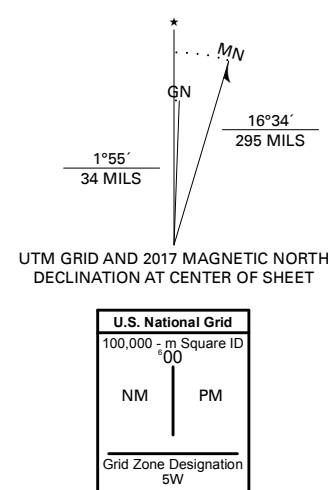 ★
MN
GN
16°34´
295 MILS
1°55´
34 MILS
UTM GRID AND 2017 MAGNETIC NORTH
DECLINATION AT CENTER OF SHEET
U.S. National Grid
100,000 - m Square ID
⁶00
NM PM
Grid Zone Designation
5W